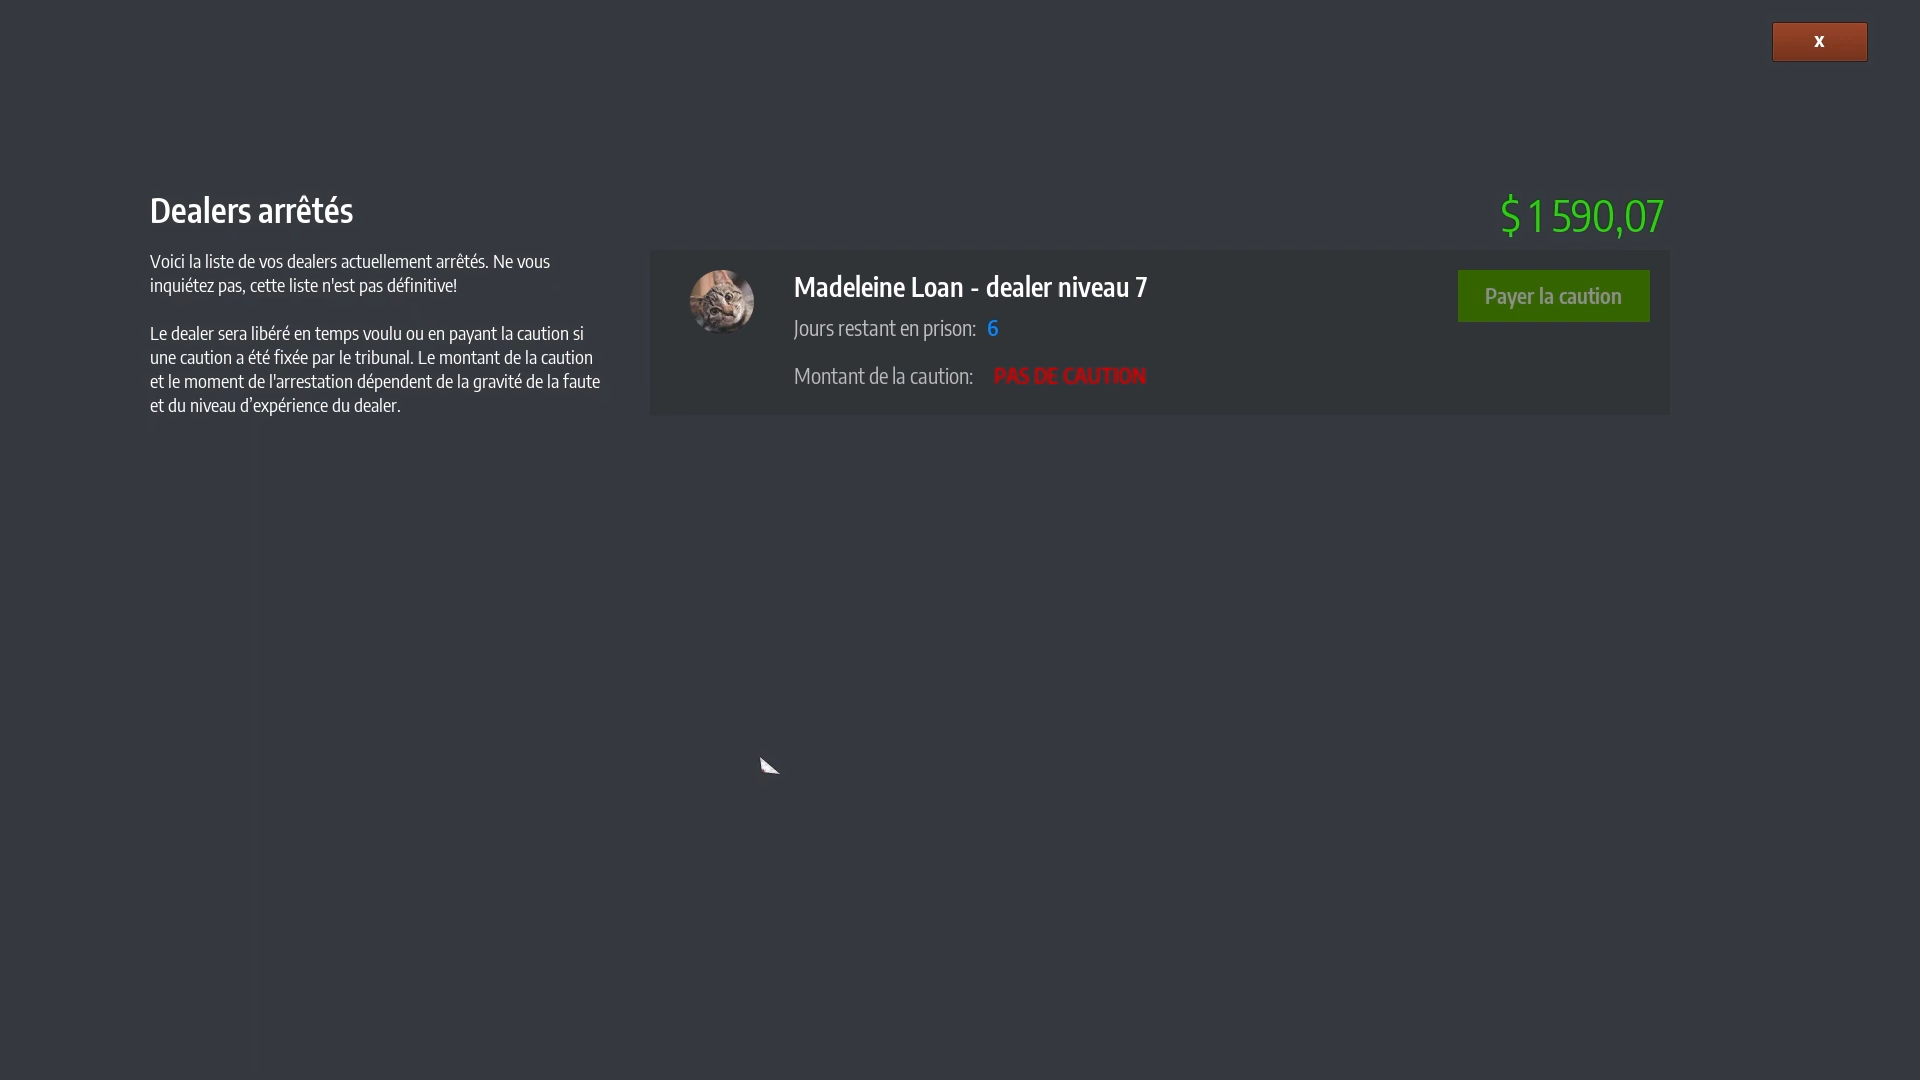 x
Dealers arrêtés
Voici la liste de vos dealers actuellement arrêtés. Ne vous
inquiétez pas, cette liste n'est pas définitive!
Le dealer sera libéré en temps voulu ou en payant la caution si
une caution a été fixée par le tribunal. Le montant de la caution
et le moment de l'arrestation dépendent de la gravité de la faute
et du niveau d’expérience du dealer.
$ 1 590,07
Madeleine Loan - dealer niveau 7
Jours restant en prison: 6
Montant de la caution: PAS DE CAUTION
Payer la caution